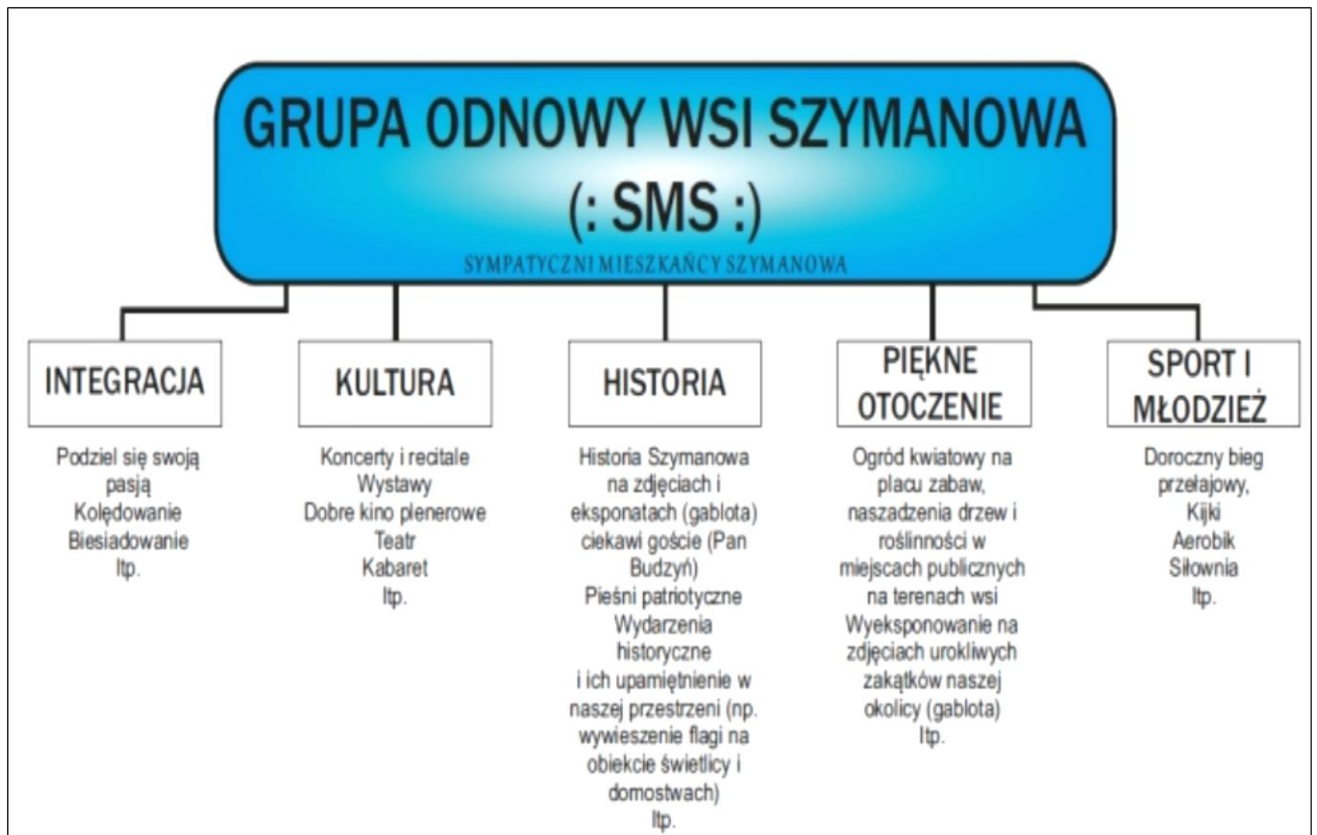 GRUPA ODNOWY WSI SZYMANOWA
(: SMS :)
SYMPATYCZNI MIESZKAŃCY SZYMANOWA
INTEGRACJA
Podziel się swoją
pasją
Kolędowanie
Biesiadowanie
Itp.
KULTURA
Koncerty i recitale
Wystawy
Dobre kino plenerowe
Teatr
Kabaret
Itp.
HISTORIA
Historia Szymanowa
na zdjęciach i
eksponatach (gablota)
ciekawi goście (Pan
Budzyń)
Pieśni patriotyczne
Wydarzenia
historyczne
i ich upamiętnienie w
naszej przestrzeni (np.
wywieszenie flagi na
obiekcie świetlicy i
domostwach)
Itp.
PIĘKNE
OTOCZENIE
Ogród kwiatowy na
placu zabaw,
naszadzenia drzew i
roślinności w
miejscach publicznych
na terenach wsi
Wyeksponowanie na
zdjęciach urokliwych
zakątków naszej
okolicy (gablota)
Itp.
SPORT I
MŁODZIEŻ
Doroczny bieg
przełajowy,
Kijki
Aerobik
Siłownia
Itp.